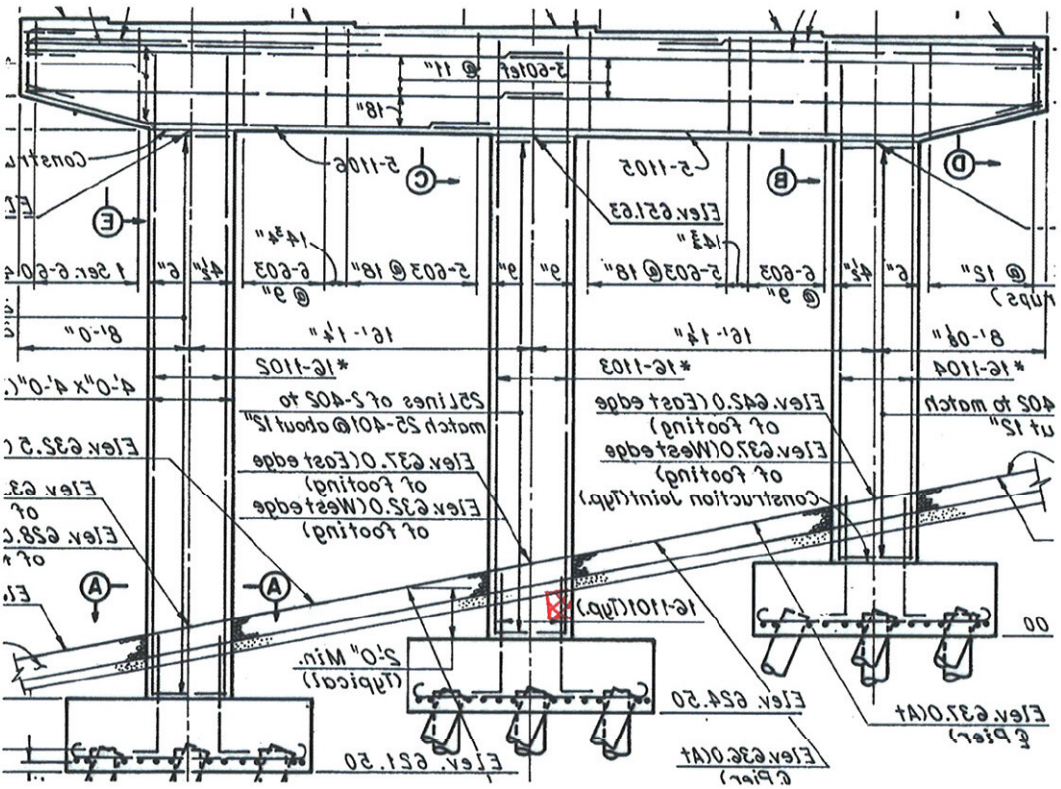 3-601ef @ 11"
18"
Constru
5-1106
C
5-1105
B
D
E
Elev.651.63
14¾"
14¾"
1 Ser. 6-60
6"
4½"
6-603
@ 9"
5-603 @ 18"
9"
9"
5-603 @ 18"
6-603
@ 9"
4½"
6"
@ 12"
rups)
8'-0"
16'-1¼"
16'-1¼"
*16-1102
*16-1103
*16-1104
4'-0" x 4'-0"
25 Lines of 2-402 to
match 25-401 @ about 12"
402 to match
ut 12"
Elev. 642.0 (East edge
of footing)
Elev. 637.0 (West edge
of footing)
Construction Joint (Typ.)
Elev. 632.5
Elev. 637.0 (East edge
of footing)
Elev. 632.0 (West edge
of footing)
Elev. 63
of
Elev. 628.0
A
A
16-1101 (Typ.)
2'-0" Min.
(Typical)
00
Elev. 624.50
Elev. 637.0 (At
℄ Pier)
Elev. 621.50
Elev. 636.0 (At
℄ Pier)